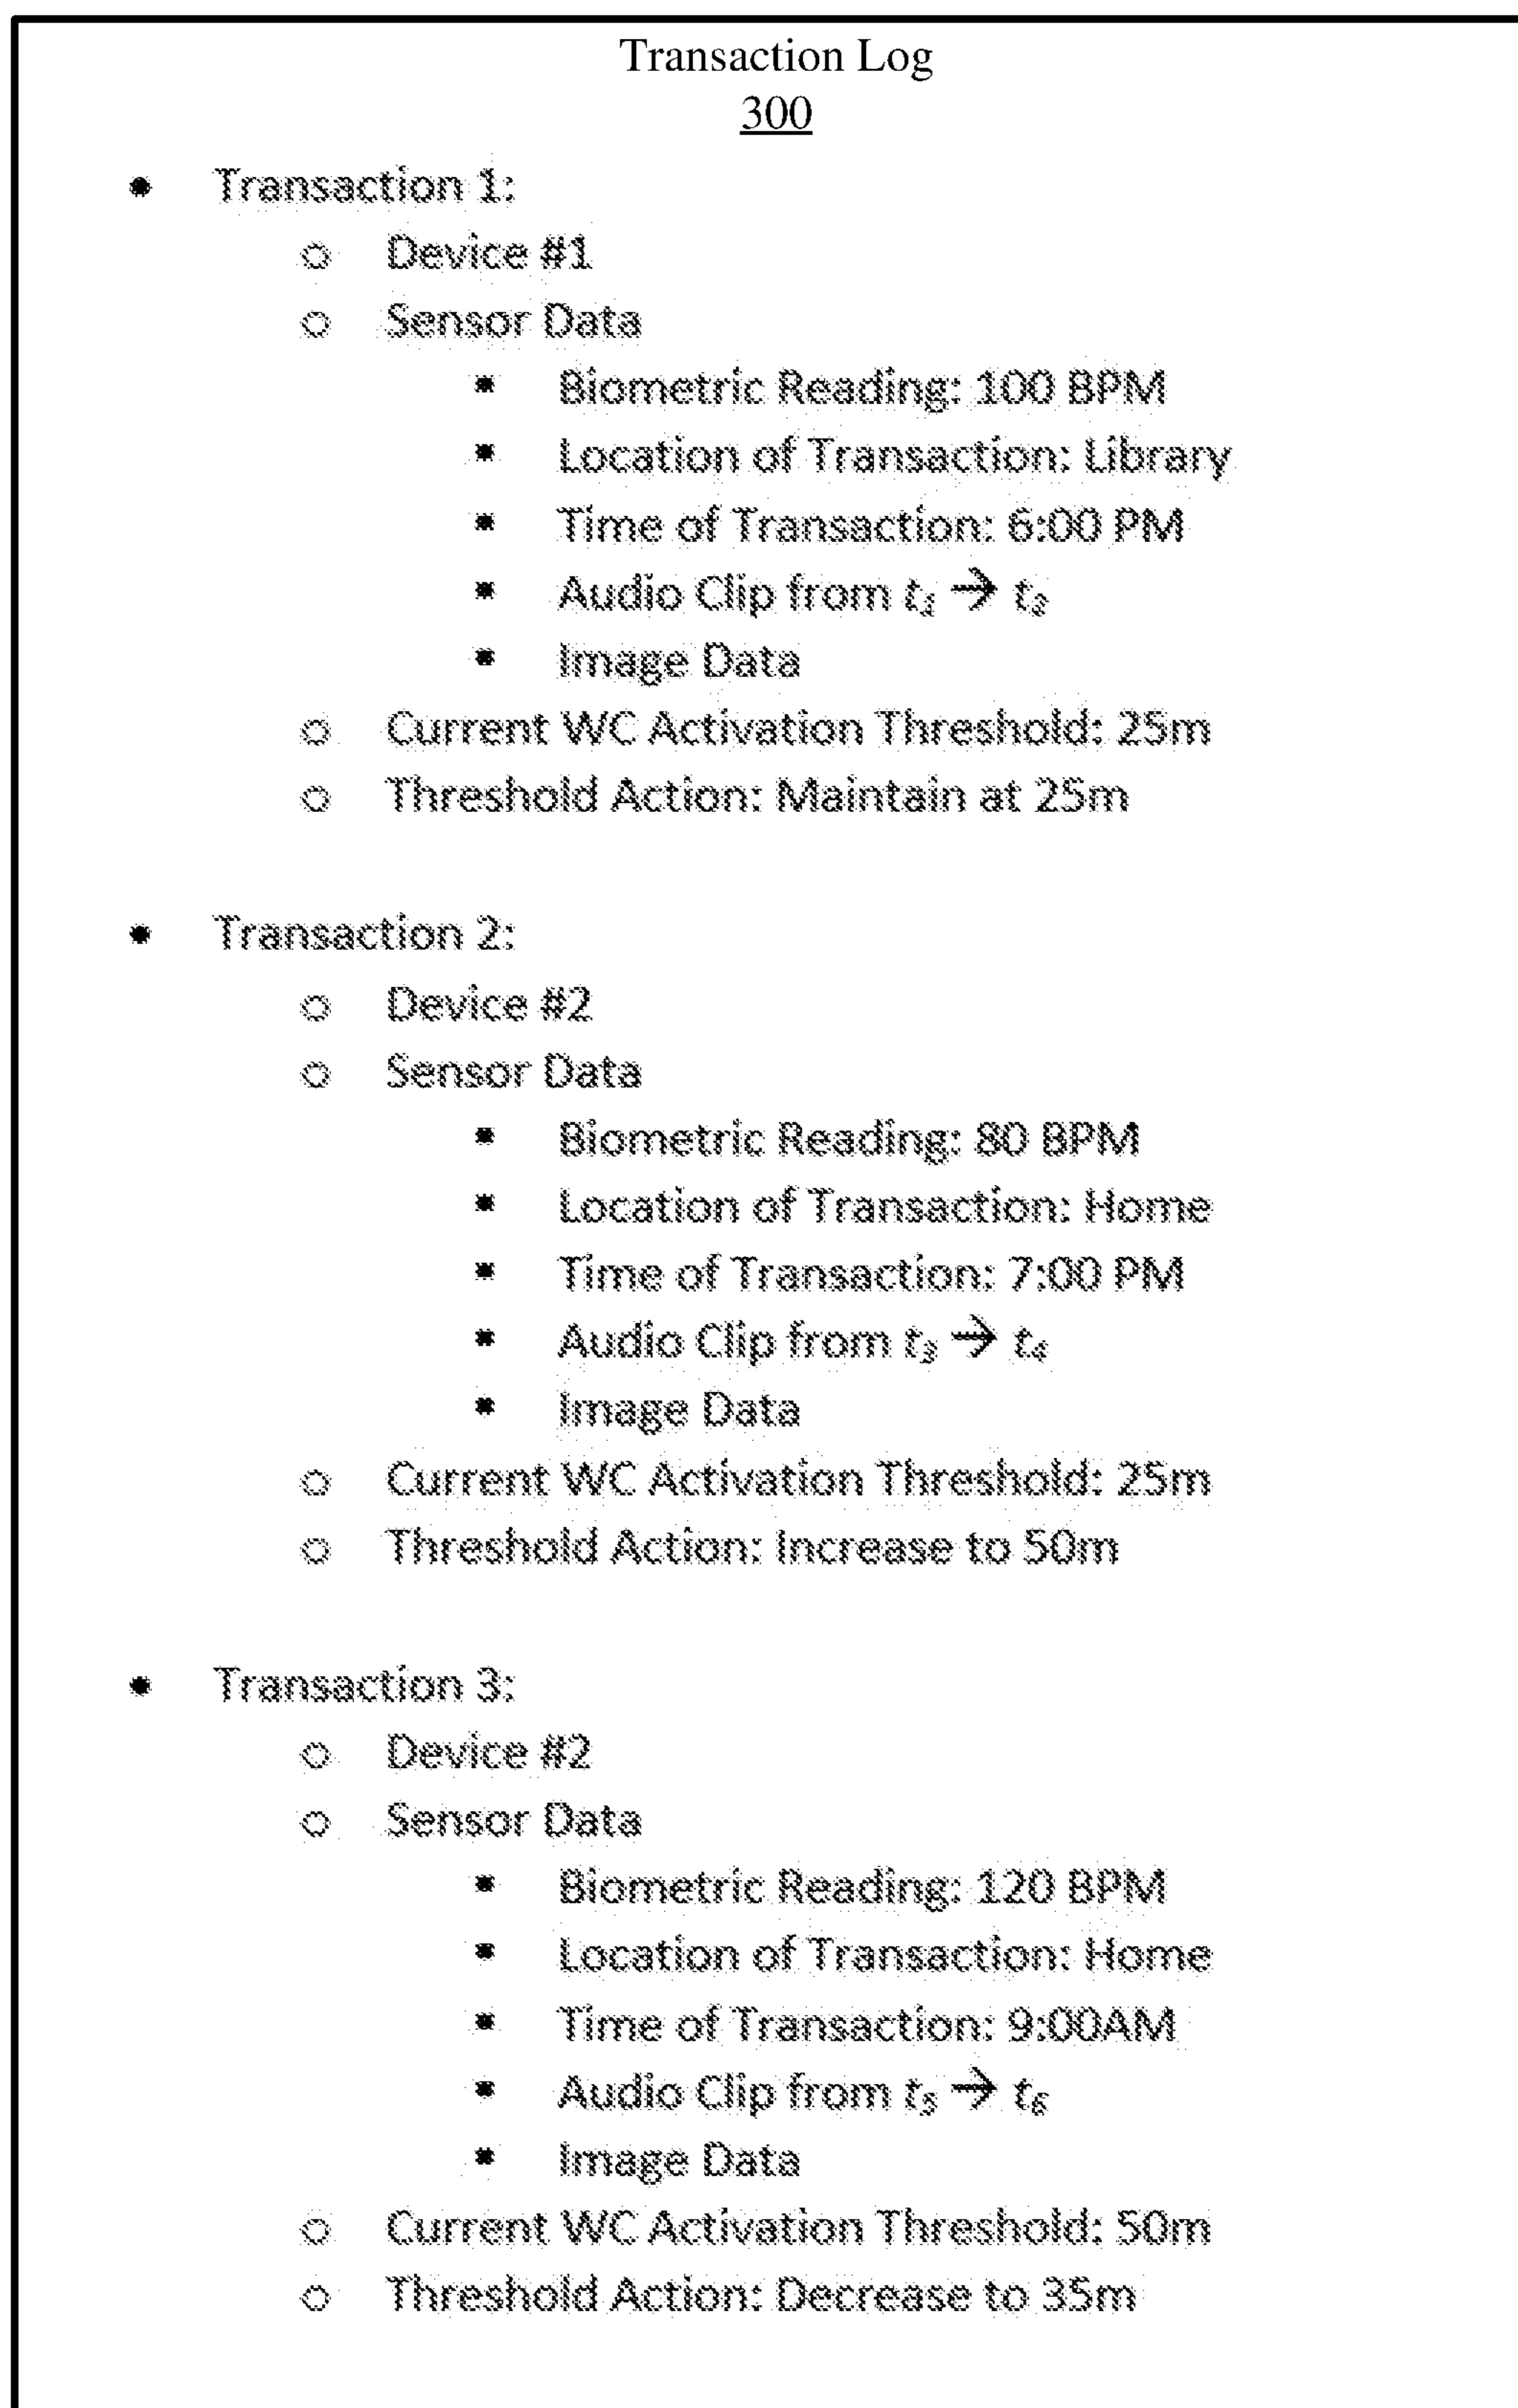 Transaction Log
300
• Transaction 1:
○ Device #1
○ Sensor Data
▪ Biometric Reading: 100 BPM
▪ Location of Transaction: Library
▪ Time of Transaction: 6:00 PM
▪ Audio Clip from t₁ → t₂
▪ Image Data
○ Current WC Activation Threshold: 25m
○ Threshold Action: Maintain at 25m
• Transaction 2:
○ Device #2
○ Sensor Data
▪ Biometric Reading: 80 BPM
▪ Location of Transaction: Home
▪ Time of Transaction: 7:00 PM
▪ Audio Clip from t₃ → t₄
▪ Image Data
○ Current WC Activation Threshold: 25m
○ Threshold Action: Increase to 50m
• Transaction 3:
○ Device #2
○ Sensor Data
▪ Biometric Reading: 120 BPM
▪ Location of Transaction: Home
▪ Time of Transaction: 9:00AM
▪ Audio Clip from t₅ → t₆
▪ Image Data
○ Current WC Activation Threshold: 50m
○ Threshold Action: Decrease to 35m